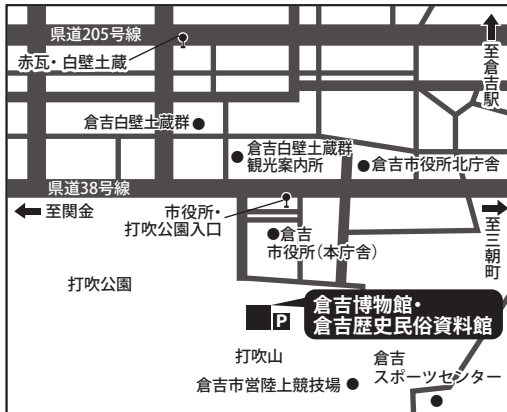 県道205号線
赤瓦・白壁土蔵
至倉吉駅
倉吉白壁土蔵群
倉吉白壁土蔵群
観光案内所
倉吉市役所北庁舎
県道38号線
至関金
市役所・
打吹公園入口
至三朝町
倉吉
市役所(本庁舎)
打吹公園
P
倉吉博物館・
倉吉歴史民俗資料館
打吹山
倉吉
スポーツセンター
倉吉市営陸上競技場